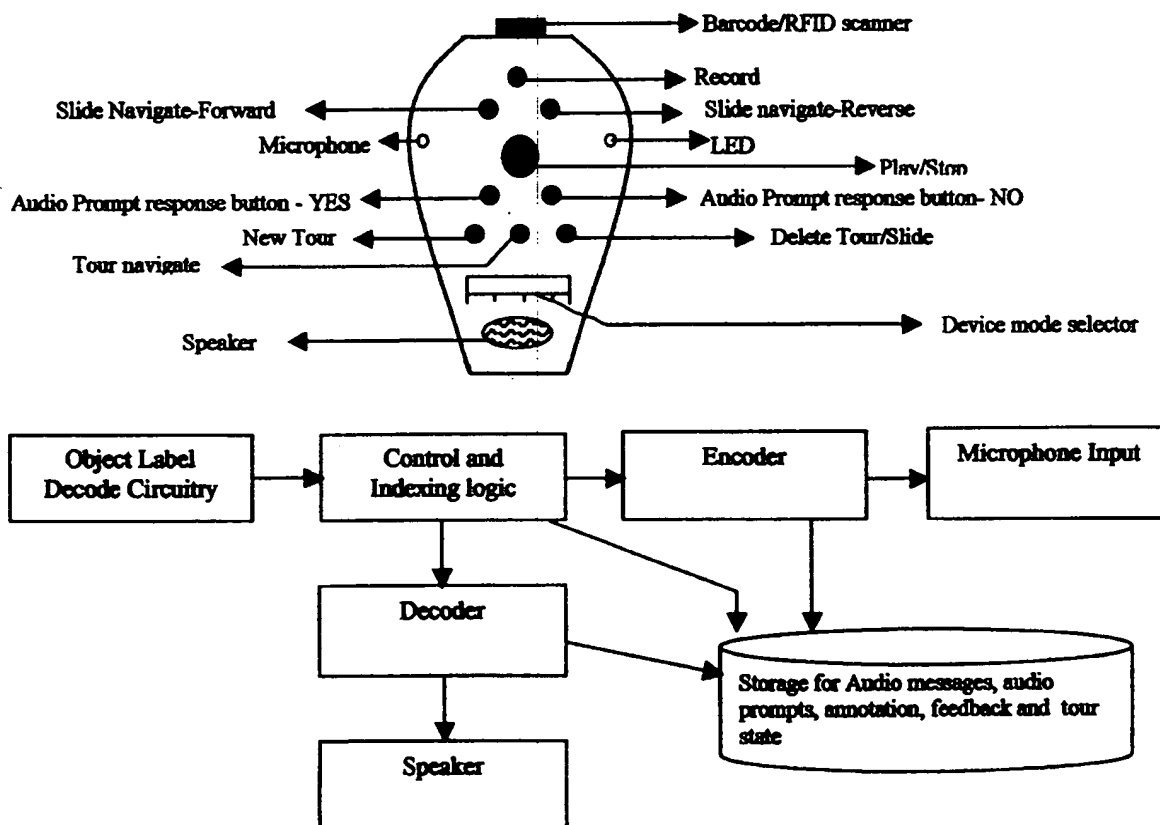 Barcode/RFID scanner
Record
Slide Navigate-Forward
Slide navigate-Reverse
Microphone
LED
Play/Stop
Audio Prompt response button - YES
Audio Prompt response button- NO
New Tour
Delete Tour/Slide
Tour navigate
Device mode selector
Speaker
Object Label
Decode Circuitry
Control and
Indexing logic
Encoder
Microphone Input
Decoder
Storage for Audio messages, audio
prompts, annotation, feedback and tour
state
Speaker